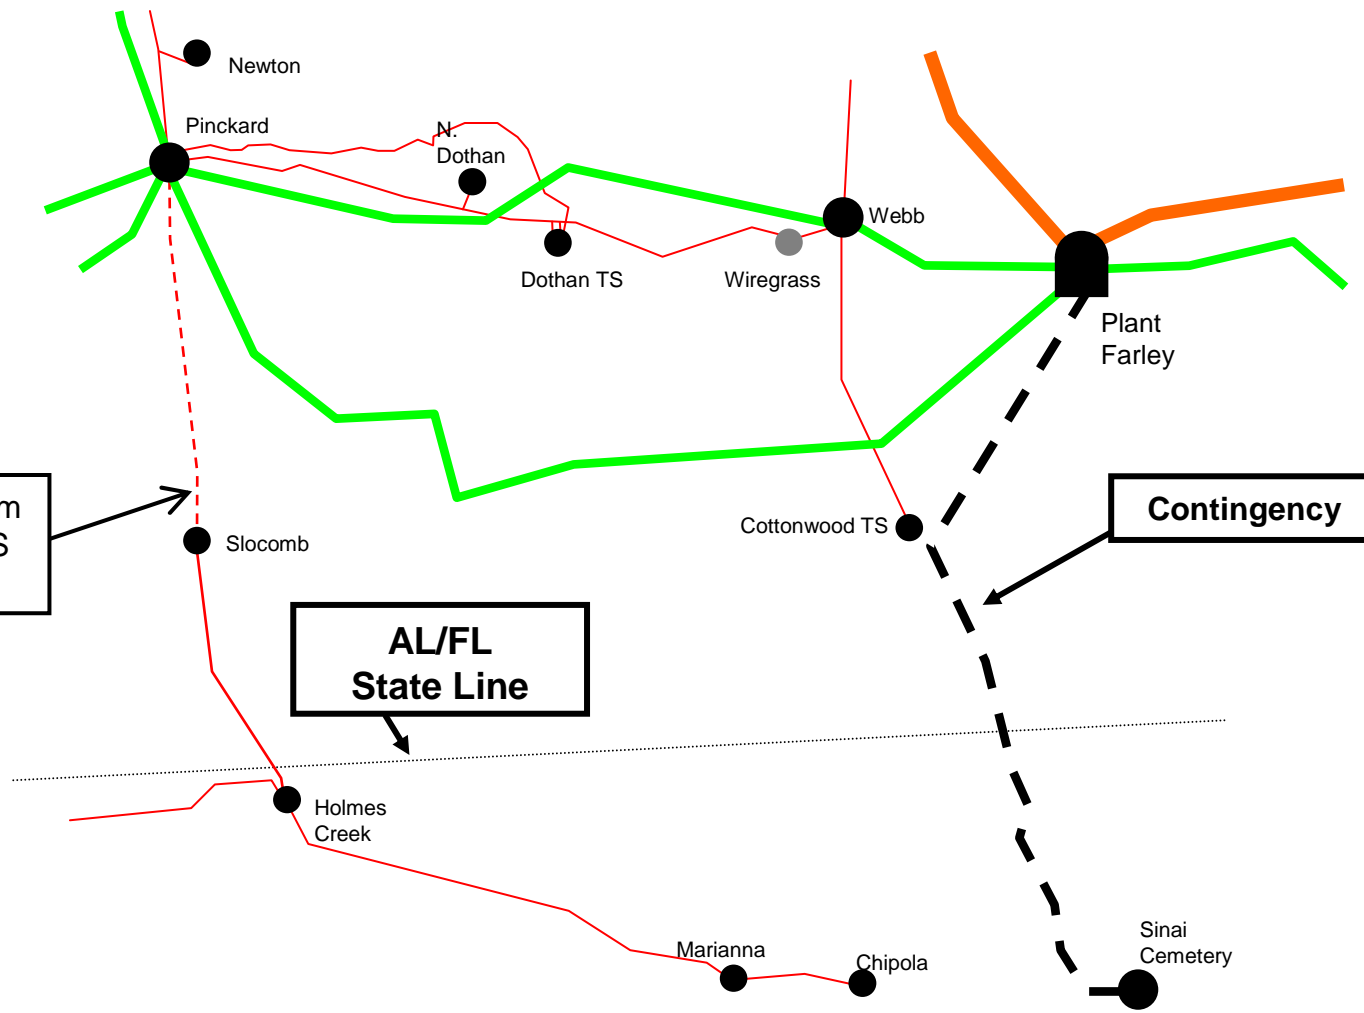 Newton
Pinckard
N.
Dothan
Webb
Dothan TS
Wiregrass
Plant
Farley
m
S
Slocomb
Cottonwood TS
Contingency
AL/FL
State Line
Holmes
Creek
Marianna
Chipola
Sinai
Cemetery